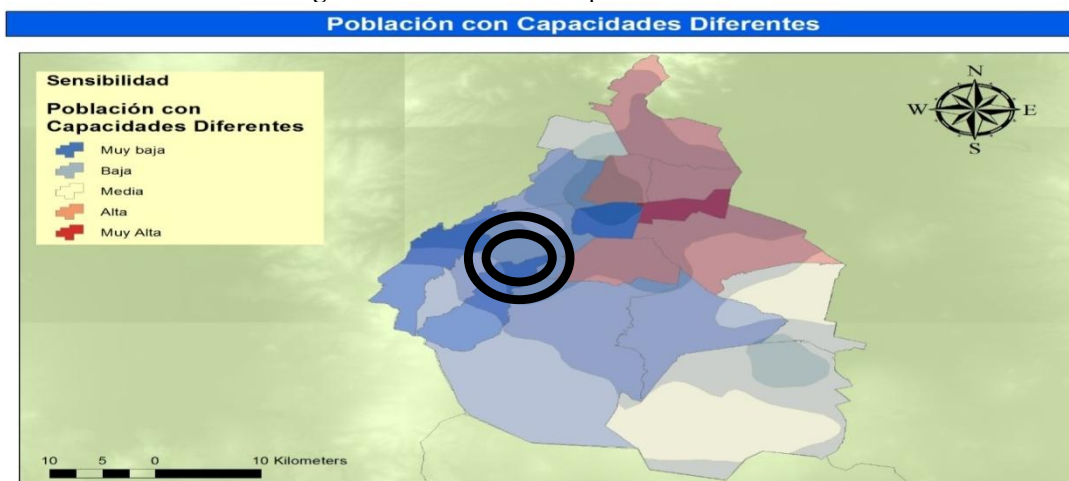 Población con Capacidades Diferentes
Sensibilidad
Población con
Capacidades Diferentes
Muy baja
Baja
Media
Alta
Muy Alta
N
W E
S
10 5 0 10 Kilometers